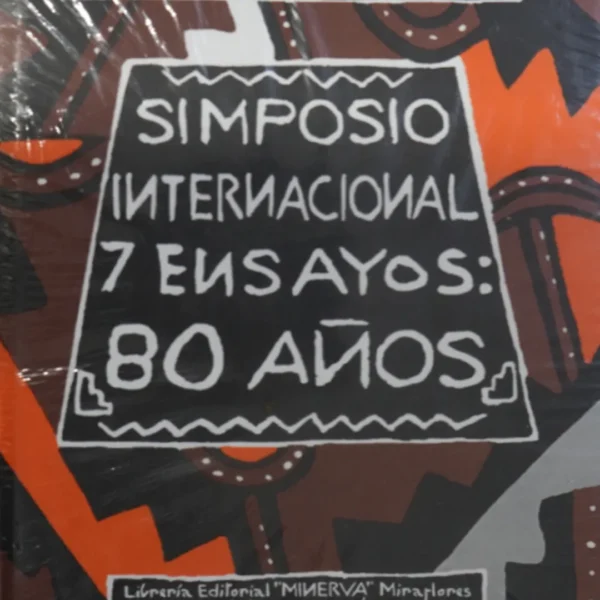 SIMPOSIO
INTERNACIONAL
7 ENSAYOS:
80 AÑOS
Librería Editorial "MINERVA" Miraflores